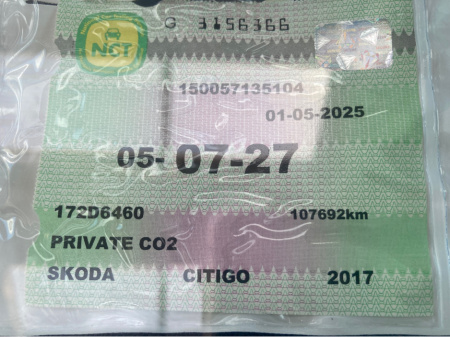 G 3156366
NCT
150057135104
01-05-2025
05- 07-27
172D6460 107692km
PRIVATE CO2
SKODA CITIGO 2017